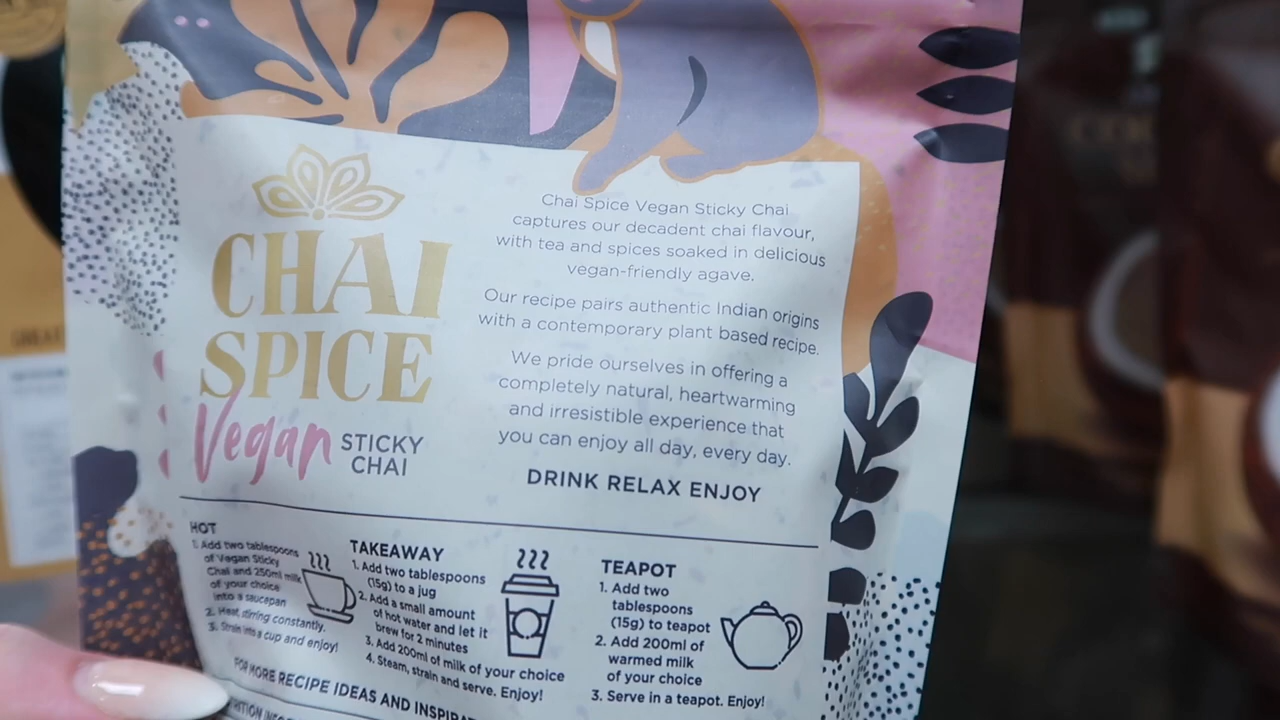 CHAI
SPICE
Vegan STICKY
CHAI
Chai Spice Vegan Sticky Chai
captures our decadent chai flavour,
with tea and spices soaked in delicious
vegan-friendly agave.
Our recipe pairs authentic Indian origins
with a contemporary plant based recipe.
We pride ourselves in offering a
completely natural, heartwarming
and irresistible experience that
you can enjoy all day, every day.
DRINK RELAX ENJOY
HOT
1. Add two tablespoons
of Vegan Sticky
Chai and 250ml milk
of your choice
into a saucepan
2. Heat, stirring constantly.
3. Strain into a cup and enjoy!
TAKEAWAY
1. Add two tablespoons
(15g) to a jug
2. Add a small amount
of hot water and let it
brew for 2 minutes
3. Add 200ml of milk of your choice
4. Steam, strain and serve. Enjoy!
TEAPOT
1. Add two
tablespoons
(15g) to teapot
2. Add 200ml of
warmed milk
of your choice
3. Serve in a teapot. Enjoy!
FOR MORE RECIPE IDEAS AND